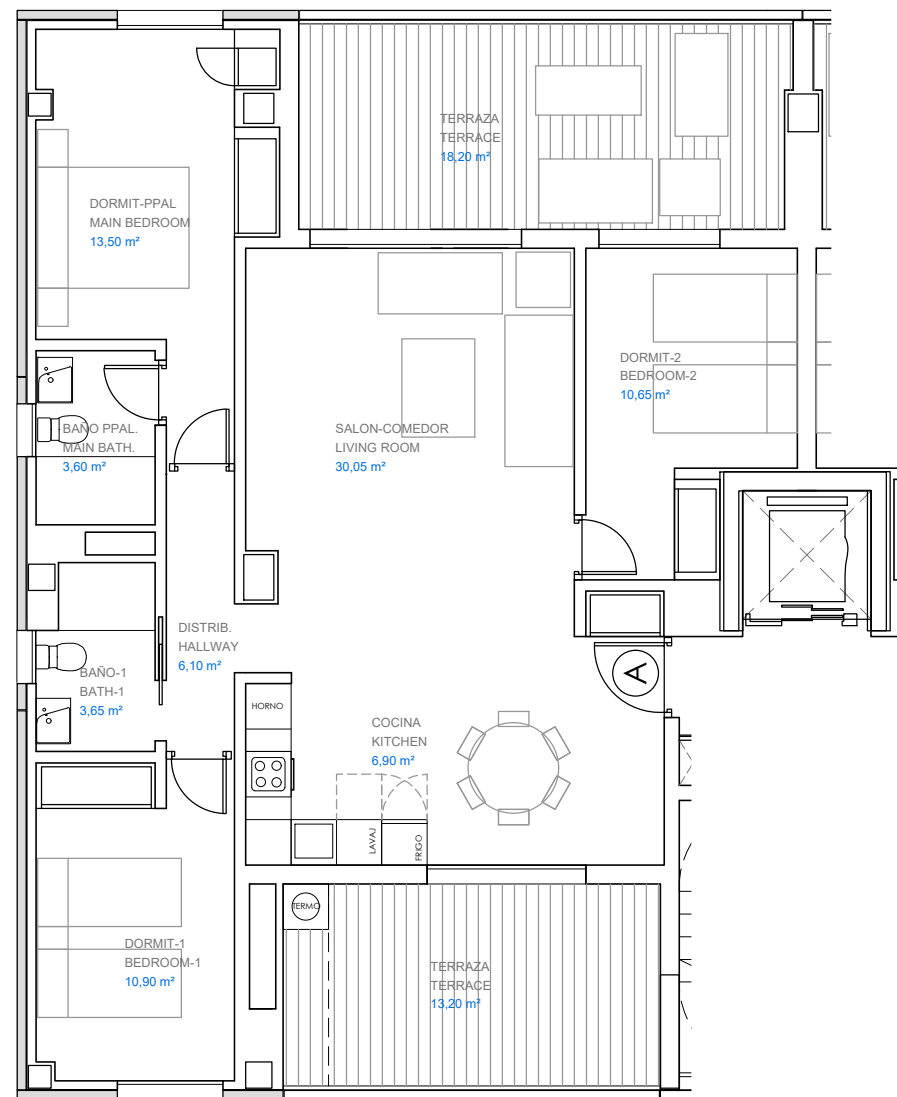 TERRAZA
TERRACE
18,20 m²
DORMIT-PPAL
MAIN BEDROOM
13,50 m²
DORMIT-2
BEDROOM-2
10,65 m²
BAÑO PPAL.
MAIN BATH.
3,60 m²
SALON-COMEDOR
LIVING ROOM
30,05 m²
DISTRIB.
HALLWAY
6,10 m²
BAÑO-1
BATH-1
3,65 m²
A
HORNO
COCINA
KITCHEN
6,90 m²
LAVAJ
FRIGO
TERMO
DORMIT-1
BEDROOM-1
10,90 m²
TERRAZA
TERRACE
13,20 m²